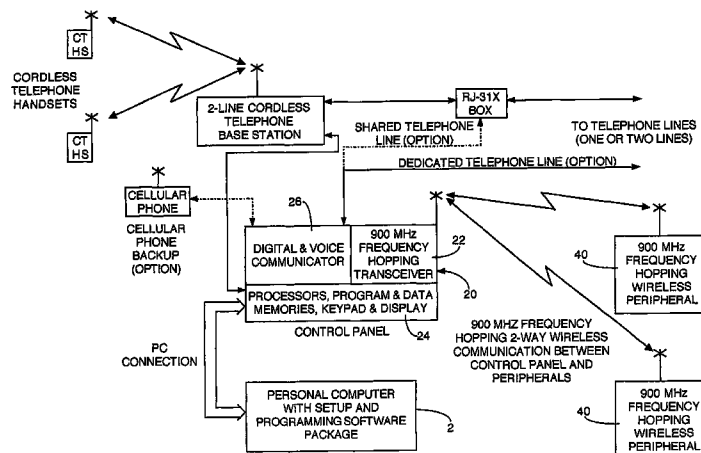 CT
HS
CORDLESS
TELEPHONE
HANDSETS
CT
HS
2-LINE CORDLESS
TELEPHONE
BASE STATION
RJ-31X
BOX
SHARED TELEPHONE
LINE (OPTION)
TO TELEPHONE LINES
(ONE OR TWO LINES)
DEDICATED TELEPHONE LINE (OPTION)
CELLULAR PHONE
CELLULAR
PHONE
BACKUP
(OPTION)
26
DIGITAL & VOICE
COMMUNICATOR
900 MHz
FREQUENCY
HOPPING
TRANSCEIVER
22
20
PROCESSORS, PROGRAM & DATA
MEMORIES, KEYPAD & DISPLAY
24
CONTROL PANEL
40
900 MHZ
FREQUENCY
HOPPING
WIRELESS
PERIPHERAL
900 MHZ FREQUENCY
HOPPING 2-WAY WIRELESS
COMMUNICATION BETWEEN
CONTROL PANEL AND
PERIPHERALS
PC
CONNECTION
PERSONAL COMPUTER
WITH SETUP AND
PROGRAMMING SOFTWARE
PACKAGE
2
40
900 MHZ
FREQUENCY
HOPPING
WIRELESS
PERIPHERAL